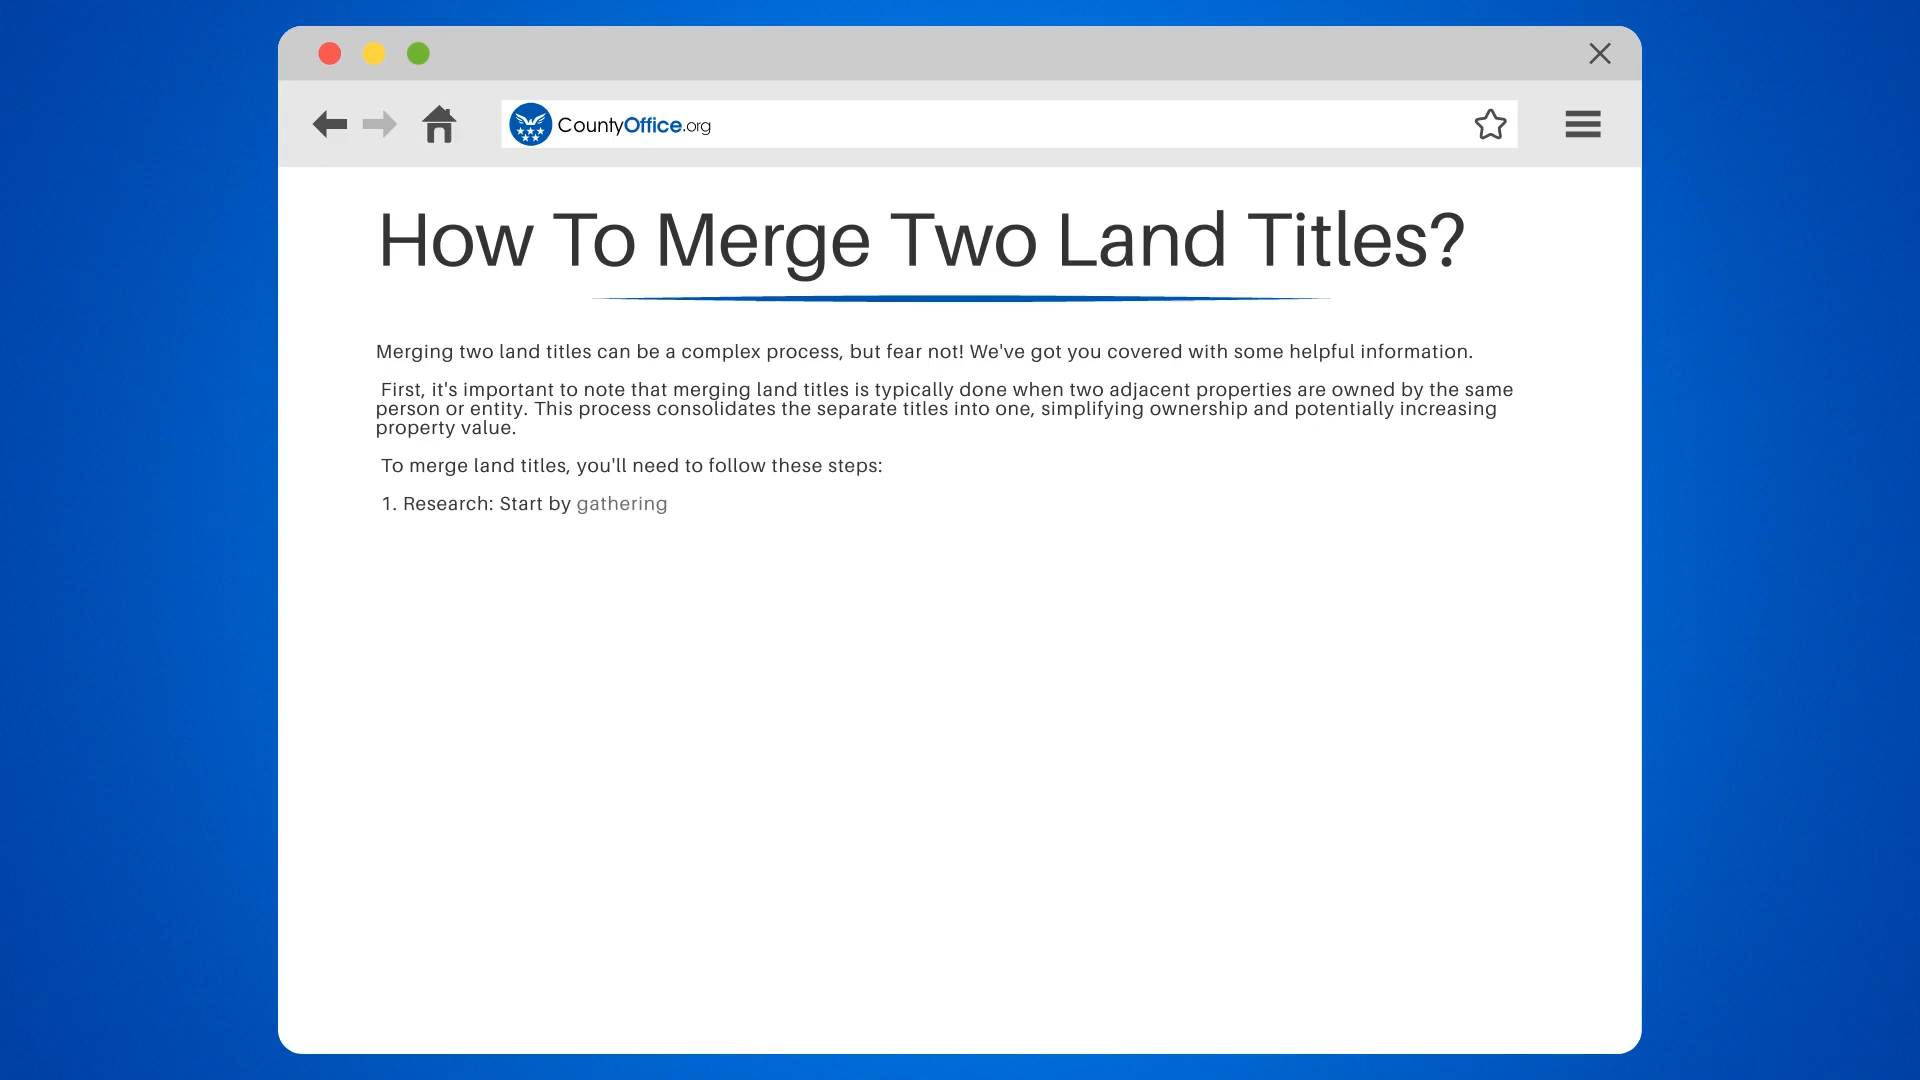 CountyOffice.org
How To Merge Two Land Titles?
Merging two land titles can be a complex process, but fear not! We've got you covered with some helpful information.
First, it's important to note that merging land titles is typically done when two adjacent properties are owned by the same
person or entity. This process consolidates the separate titles into one, simplifying ownership and potentially increasing
property value.
To merge land titles, you'll need to follow these steps:
1. Research: Start by gathering